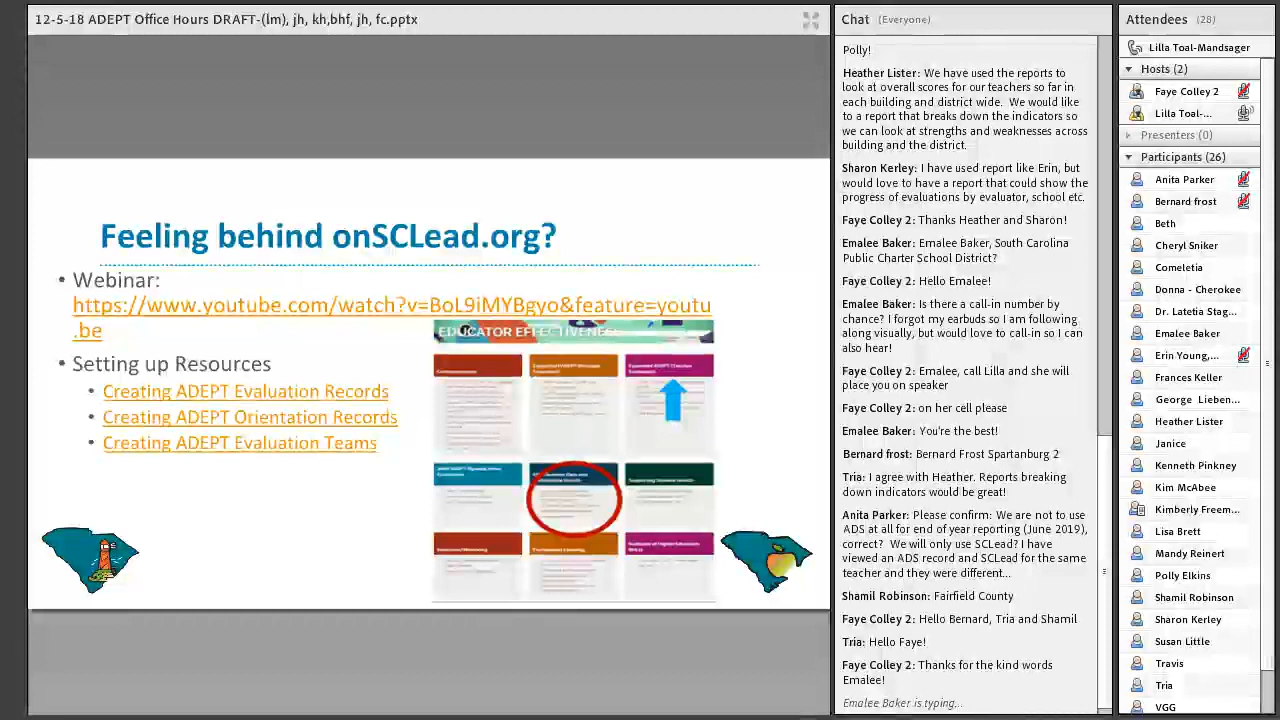 12-5-18 ADEPT Office Hours DRAFT-(lm), jh, kh,bhf, jh, fc.pptx
Feeling behind onSCLead.org?
• Webinar:
https://www.youtube.com/watch?v=BoL9iMYBgyo&feature=youtu
.be
• Setting up Resources
• Creating ADEPT Evaluation Records
• Creating ADEPT Orientation Records
• Creating ADEPT Evaluation Teams
EDUCATOR EFFECTIVENESS
Chat (Everyone)
Polly!
Heather Lister: We have used the reports to
look at overall scores for our teachers so far in
each building and district wide. We would like
to a report that breaks down the indicators so
we can look at strengths and weaknesses across
building and the district.
Sharon Kerley: I have used report like Erin, but
would love to have a report that could show the
progress of evaluations by evaluator, school etc.
Faye Colley 2: Thanks Heather and Sharon!
Emalee Baker: Emalee Baker, South Carolina
Public Charter School District?
Faye Colley 2: Hello Emalee!
Emalee Baker: Is there a call-in number by
chance? I forgot my earbuds so I am following
along visually, but would love to call in so I can
also hear!
Faye Colley 2: Emalee, call Lilla and she will
place you on speaker
Faye Colley 2: on her cell please
Emalee Baker: You're the best!
Bernard frost: Bernard Frost Spartanburg 2
Tria: I agree with Heather. Reports breaking
down indicators would be great!
Anita Parker: Please confirm- We are not to use
ADS at all for end of year reporting (June 2019),
correct? We will only use SCLead? I have
viewed an ADS record and SCLead for the same
teacher and they were different...
Shamil Robinson: Fairfield County
Faye Colley 2: Hello Bernard, Tria and Shamil
Tria: Hello Faye!
Faye Colley 2: Thanks for the kind words
Emalee!
Emalee Baker is typing...
Attendees (28)
Lilla Toal-Mandsager
Hosts (2)
Faye Colley 2
Lilla Toal-...
Presenters (0)
Participants (26)
Anita Parker
Bernard frost
Beth
Cheryl Sniker
Comeletia
Donna - Cherokee
Dr. Latetia Stag...
Emalee Baker
Erin Young,...
Frances Keller
George Lieben...
Heather Lister
Janice
Kenneth Pinkney
Kim McAbee
Kimberly Freem...
Lisa Brett
Mandy Reinert
Polly Elkins
Shamil Robinson
Sharon Kerley
Susan Little
Travis
Tria
VGG